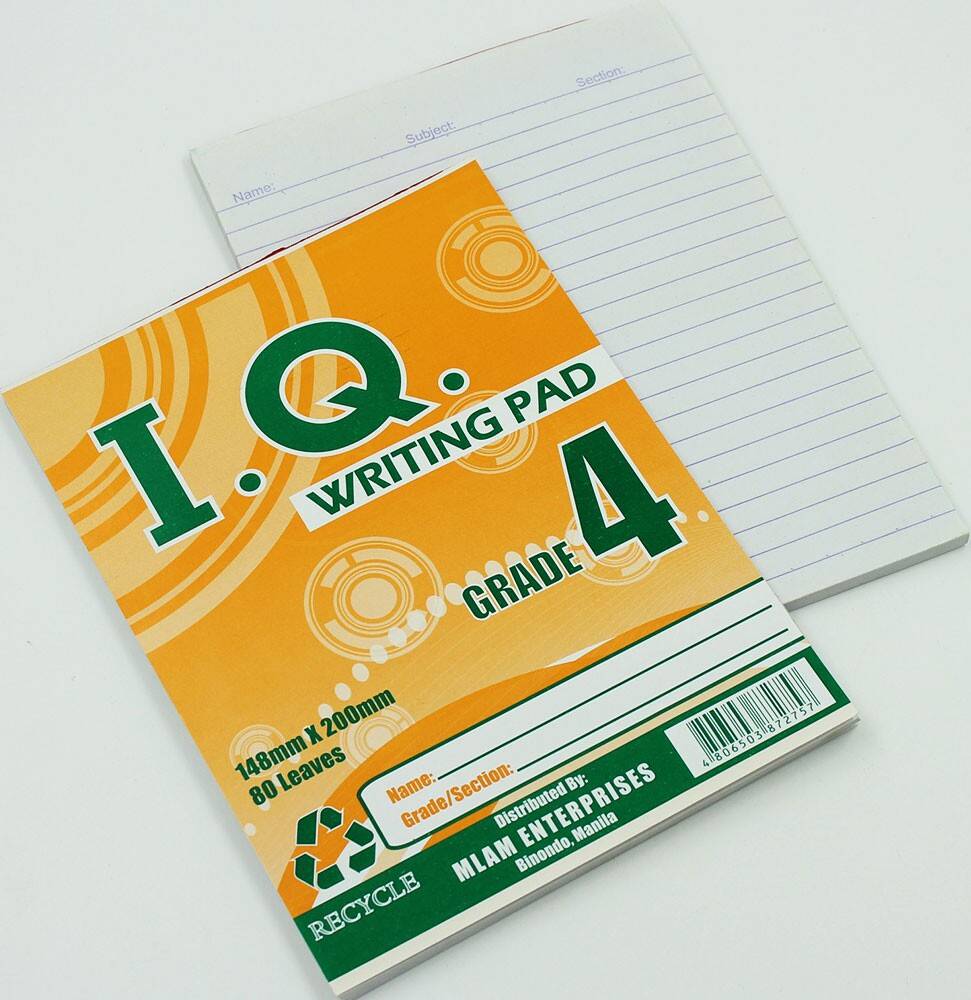 Name: Subject: Section:
I.Q.
WRITING PAD
GRADE 4
148mm X 200mm
80 Leaves
Name:
Grade/Section:
RECYCLE
Distributed By:
MLAM ENTERPRISES
Binondo, Manila
4 806503 872757